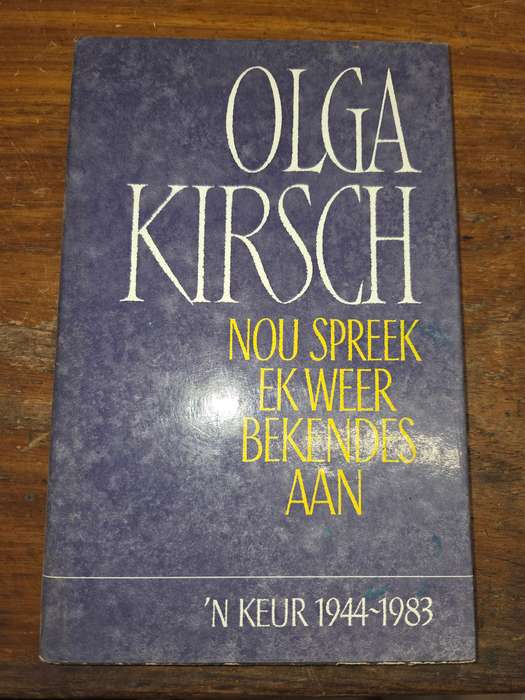 OLGA
KIRSCH
NOU SPREEK
EK WEER
BEKENDES
AAN
'N KEUR 1944~1983